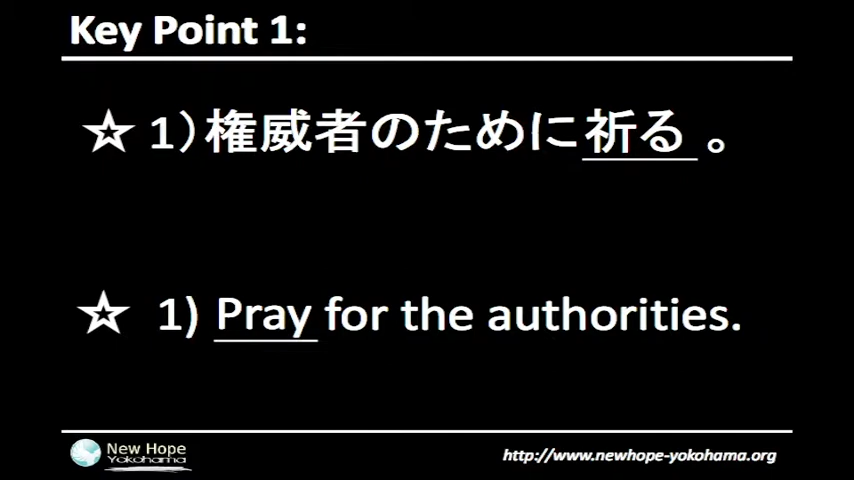 Key Point 1:
☆ 1）権威者のために祈る 。
☆ 1) Pray for the authorities.
New Hope
Yokohama
http://www.newhope-yokohama.org